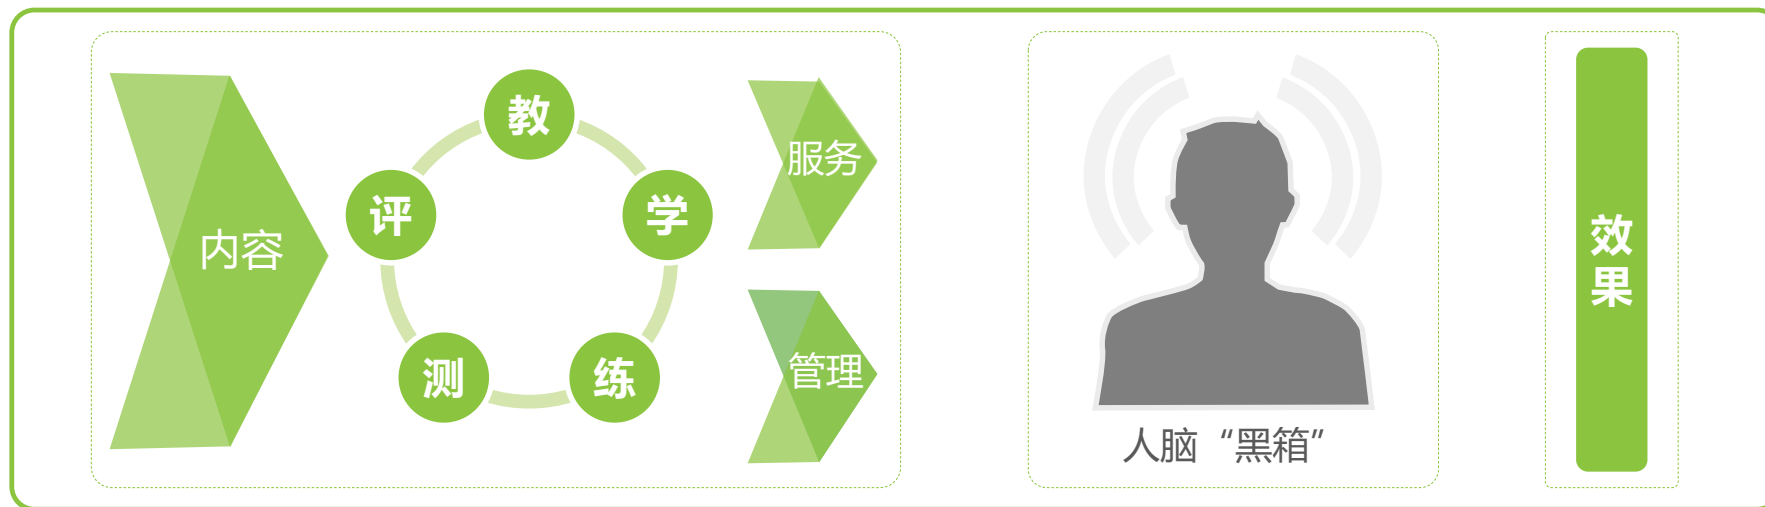 内容
教
学
练
测
评
服务
管理
人脑“黑箱”
效
果